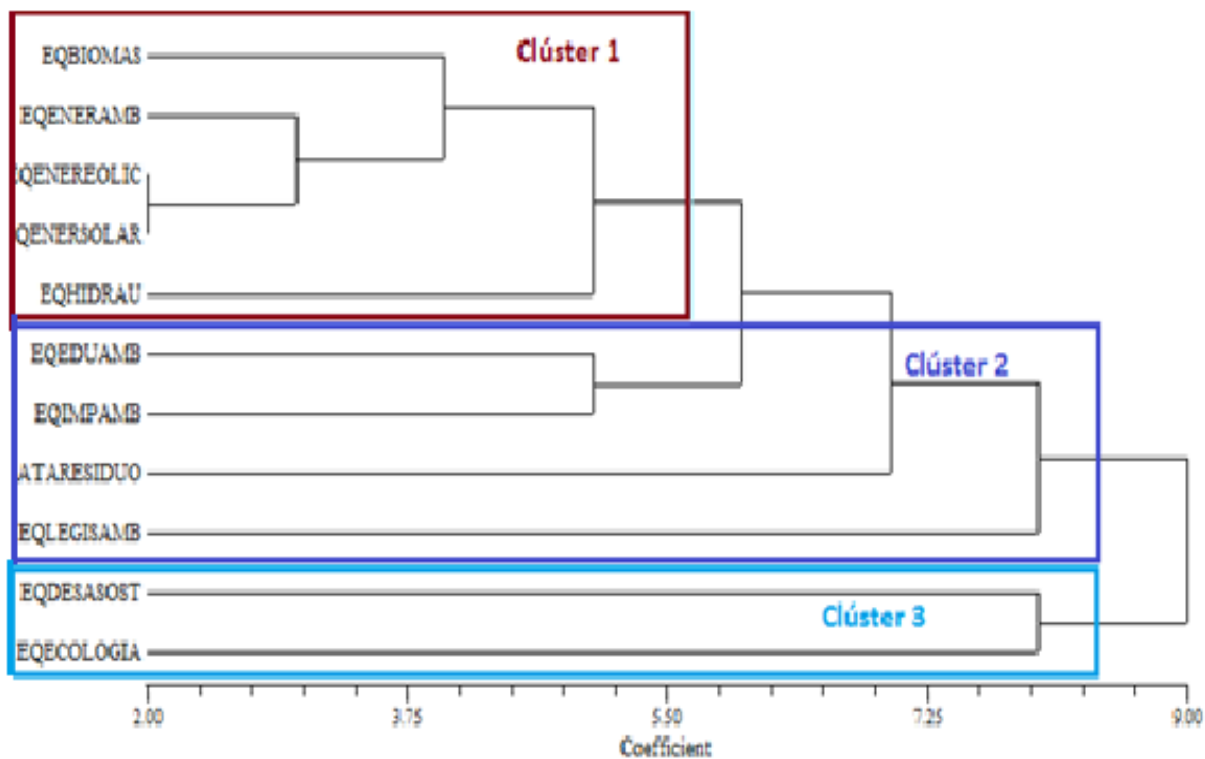 EQBIOMAS
Clúster 1
EQENERAMB
QENEREOLIC
QENERSOLAR
EQHIDRAU
EQEDUAMB
Clúster 2
EQIMPAMB
ATARESIDUO
EQLEGISAMB
EQDESASOST
Clúster 3
EQECOLOGIA
2.00 3.75 5.50 7.25 9.00
Coefficient